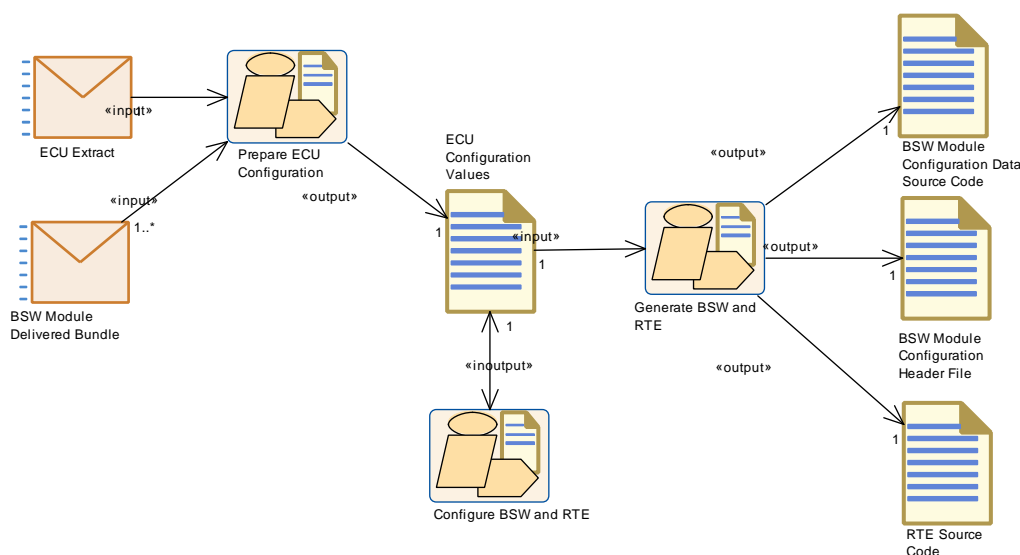 «input»
1
ECU Extract
Prepare ECU
Configuration
«input»
1..*
BSW Module
Delivered Bundle
«output»
ECU
Configuration
Values
1
«input»
1
1
«inoutput»
Configure BSW and RTE
Generate BSW and
RTE
«output»
1
BSW Module
Configuration Data
Source Code
«output»
1
BSW Module
Configuration
Header File
«output»
1
RTE Source
Code